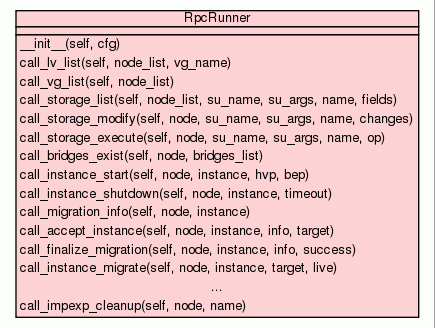 RpcRunner
__init__(self, cfg)
call_lv_list(self, node_list, vg_name)
call_vg_list(self, node_list)
call_storage_list(self, node_list, su_name, su_args, name, fields)
call_storage_modify(self, node, su_name, su_args, name, changes)
call_storage_execute(self, node, su_name, su_args, name, op)
call_bridges_exist(self, node, bridges_list)
call_instance_start(self, node, instance, hvp, bep)
call_instance_shutdown(self, node, instance, timeout)
call_migration_info(self, node, instance)
call_accept_instance(self, node, instance, info, target)
call_finalize_migration(self, node, instance, info, success)
call_instance_migrate(self, node, instance, target, live)
...
call_impexp_cleanup(self, node, name)